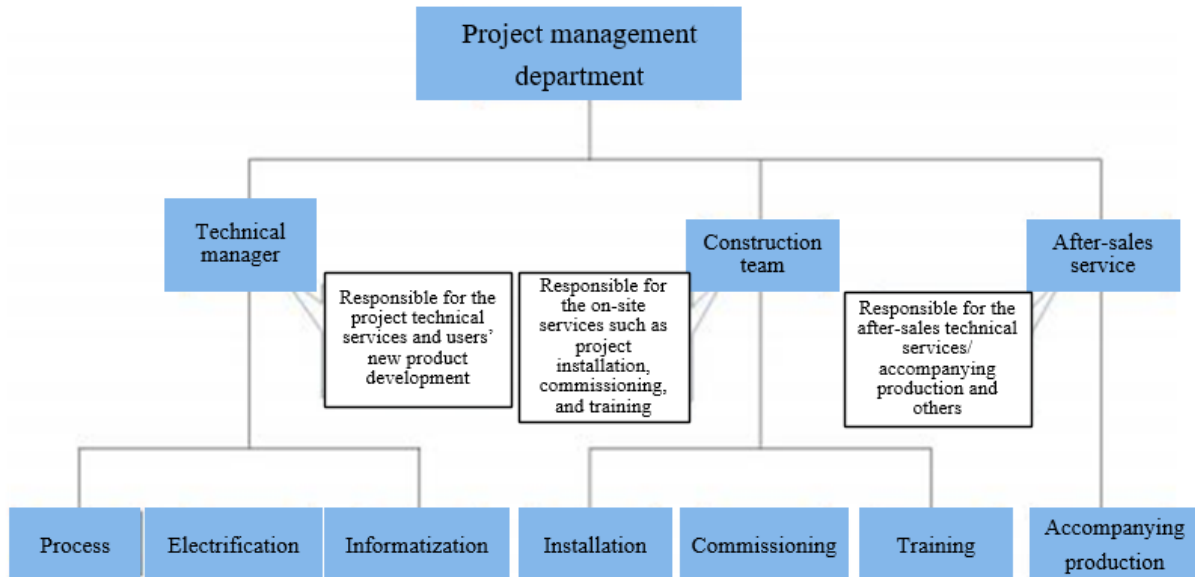 Project management
department
Technical
manager
Construction
team
After-sales
service
Responsible for the
project technical
services and users’
new product
development
Responsible for
the on-site
services such as
project
installation,
commissioning,
and training
Responsible for
the after-sales
technical
services/
accompanying
production and
others
Process
Electrification
Informatization
Installation
Commissioning
Training
Accompanying
production